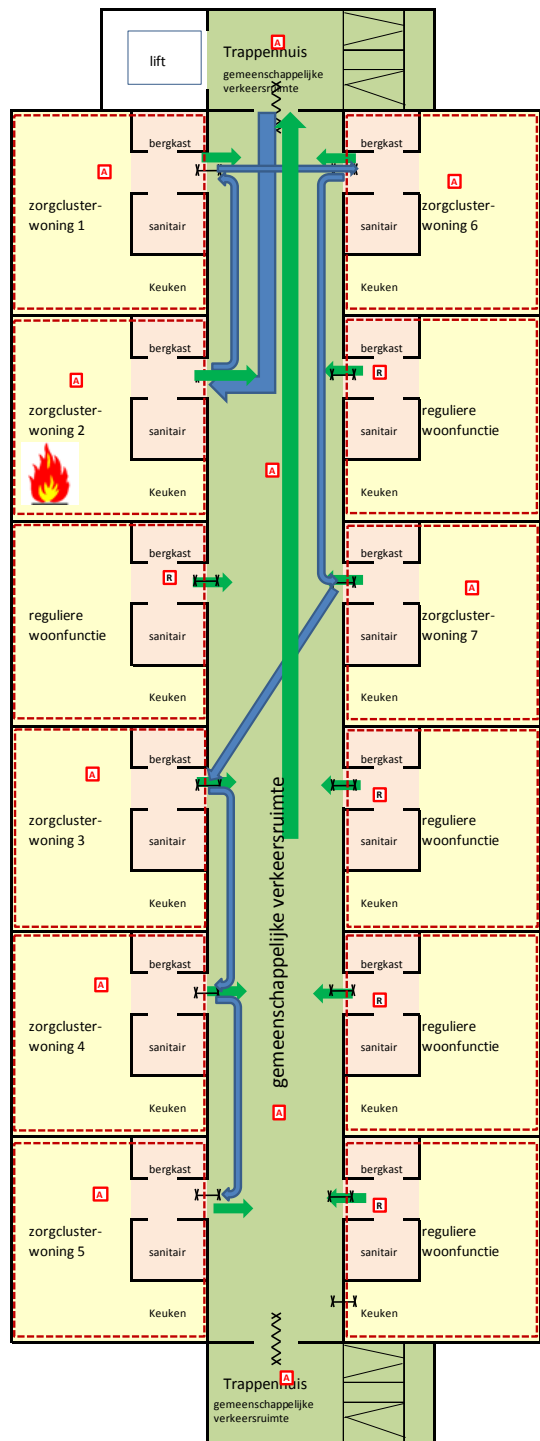 A
Trappenhuis
gemeenschappelijke
verkeersruimte
lift
bergkast
A
zorgcluster-
woning 1
sanitair
Keuken
bergkast
A
zorgcluster-
woning 6
sanitair
Keuken
bergkast
A
zorgcluster-
woning 2
sanitair
Keuken
bergkast
R
reguliere
woonfunctie
sanitair
Keuken
A
bergkast
R
reguliere
woonfunctie
sanitair
Keuken
bergkast
A
zorgcluster-
woning 7
sanitair
Keuken
bergkast
A
zorgcluster-
woning 3
sanitair
Keuken
bergkast
R
reguliere
woonfunctie
sanitair
Keuken
gemeenschappelijke verkeersruimte
bergkast
A
zorgcluster-
woning 4
sanitair
Keuken
bergkast
R
reguliere
woonfunctie
sanitair
Keuken
A
bergkast
A
zorgcluster-
woning 5
sanitair
Keuken
bergkast
R
reguliere
woonfunctie
sanitair
Keuken
A
Trappenhuis
gemeenschappelijke
verkeersruimte